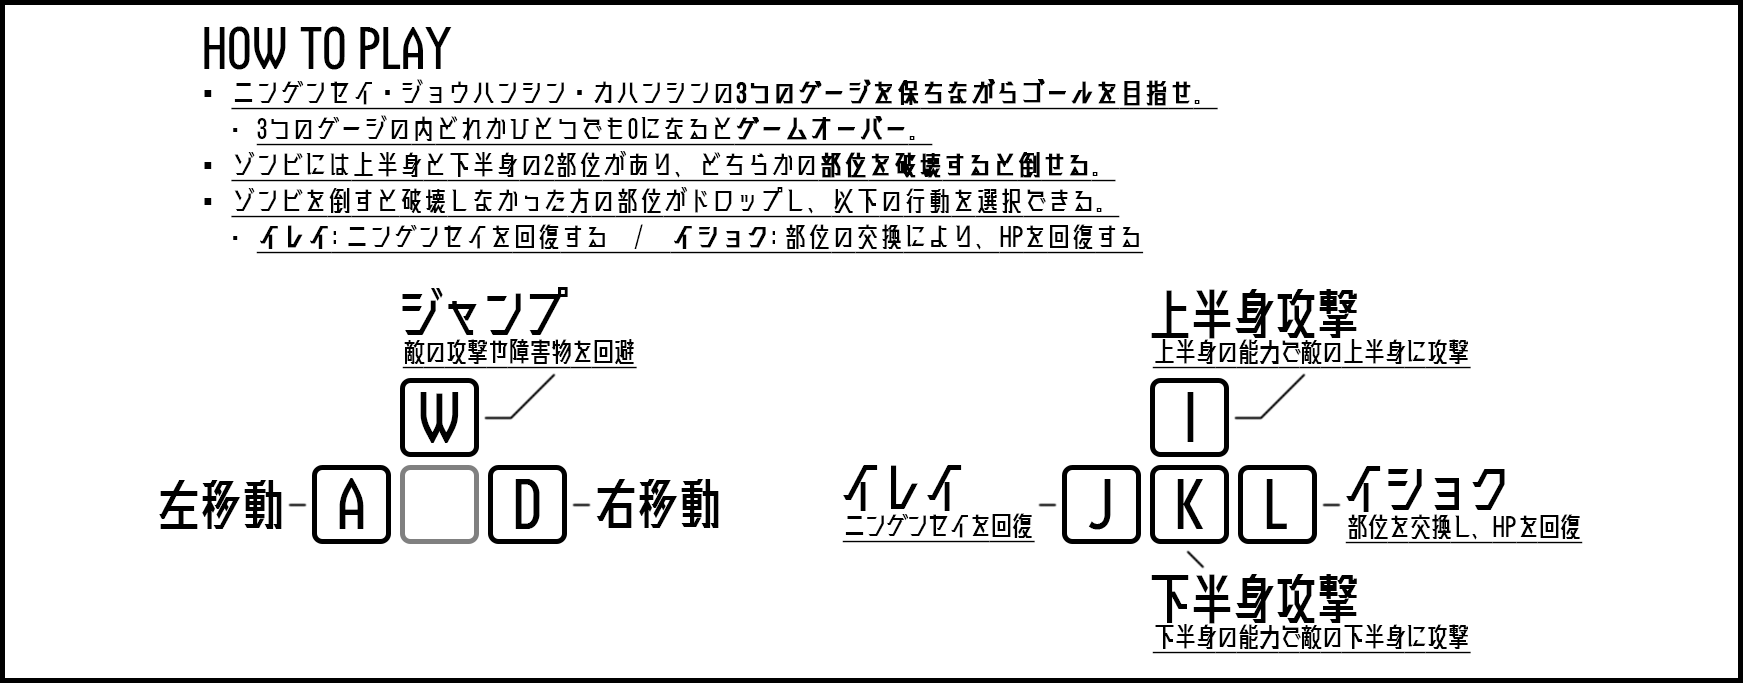 HOW TO PLAY
▪ ニンゲンセイ・ジョウハンシン・カハンシンの3つのゲージを保ちながらゴールを目指せ。
・ 3つのゲージの内どれかひとつでも0になるとゲームオーバー。
▪ ゾンビには上半身と下半身の2部位があり、どちらかの部位を破壊すると倒せる。
▪ ゾンビを倒すと破壊しなかった方の部位がドロップし、以下の行動を選択できる。
・ イレイ:ニンゲンセイを回復する / イショク:部位の交換により、HPを回復する
ジャンプ
敵の攻撃や障害物を回避
W
左移動
A
D
右移動
上半身攻撃
上半身の能力で敵の上半身に攻撃
I
イレイ
ニンゲンセイを回復
J
K
L
イショク
部位を交換し、HPを回復
下半身攻撃
下半身の能力で敵の下半身に攻撃